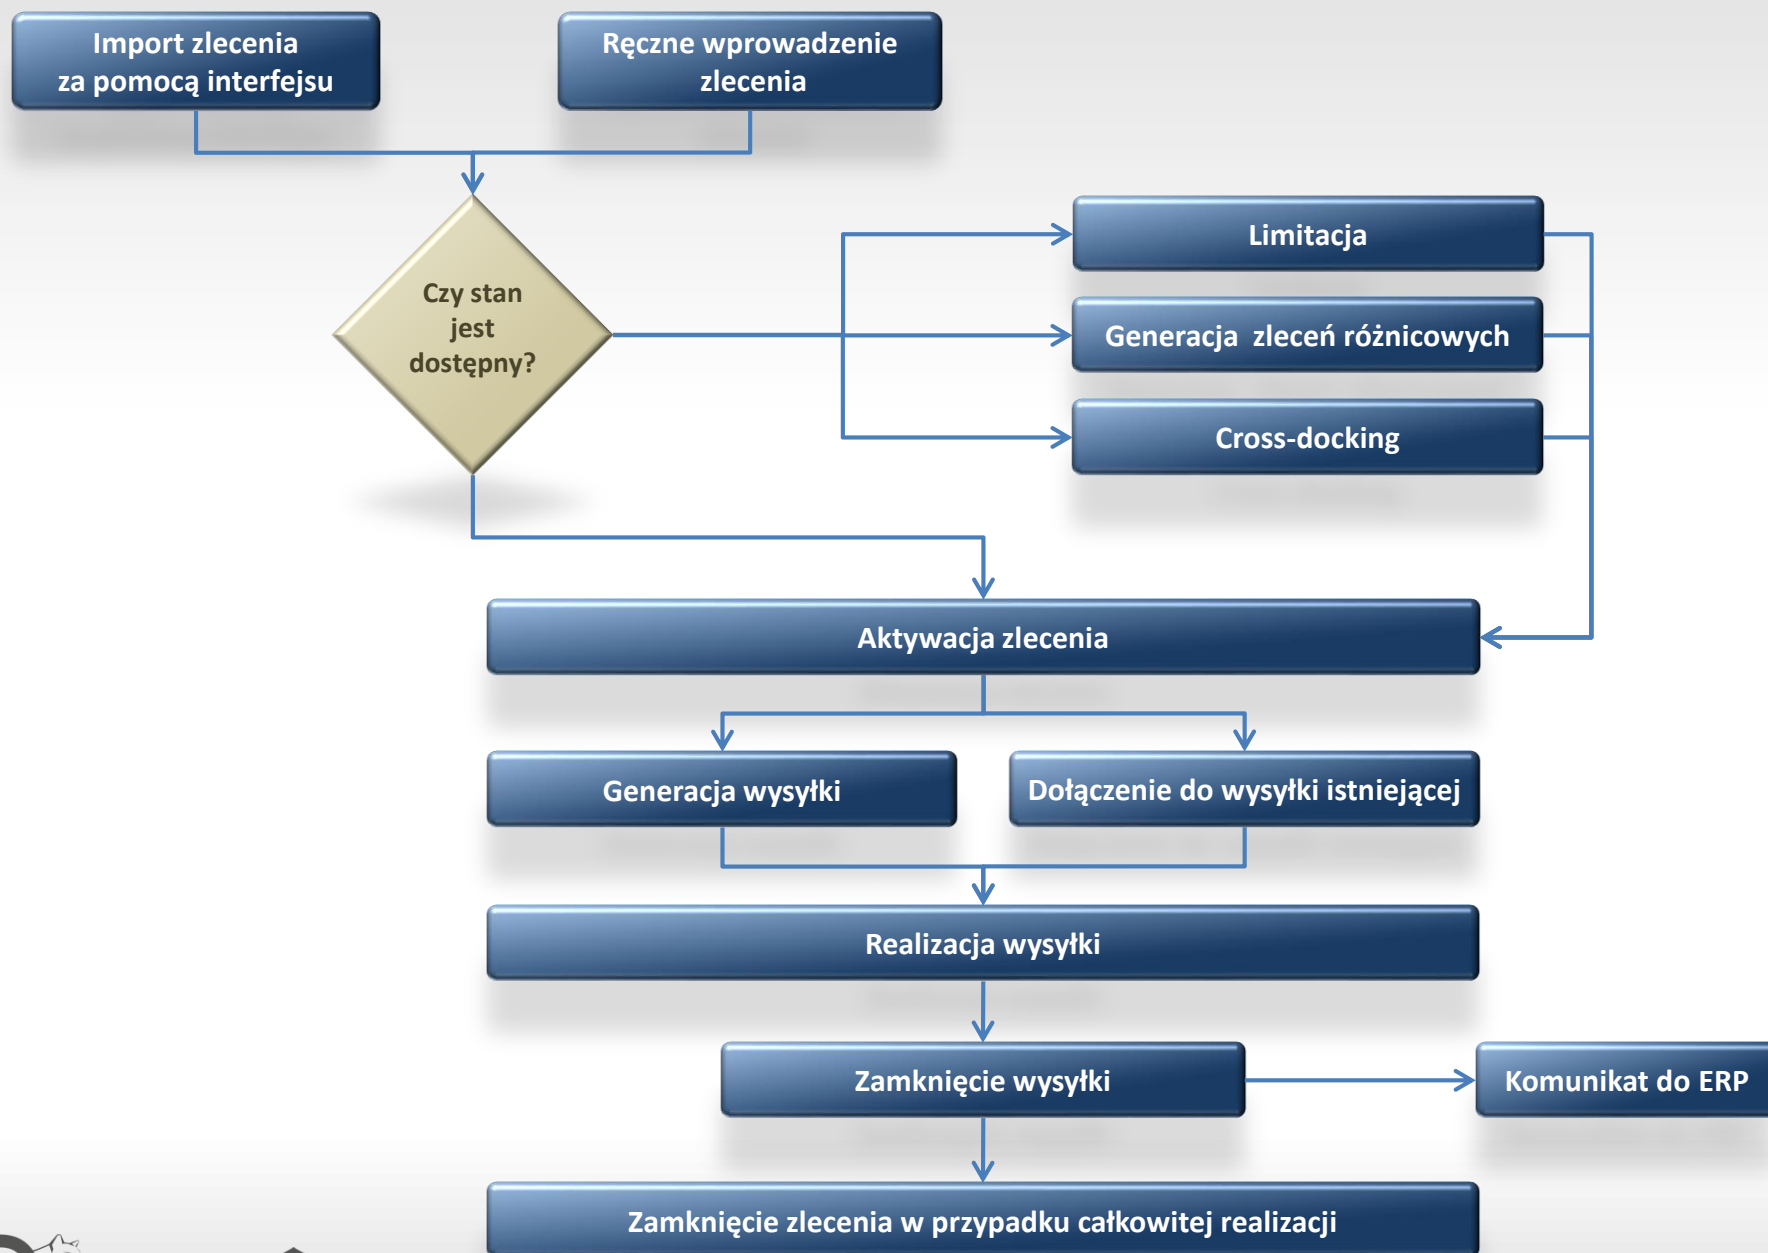 Import zlecenia
za pomocą interfejsu
Ręczne wprowadzenie
zlecenia
Czy stan
jest
dostępny?
Limitacja
Generacja  zleceń różnicowych
Cross-docking
Aktywacja zlecenia
Generacja wysyłki
Dołączenie do wysyłki istniejącej
Realizacja wysyłki
Zamknięcie wysyłki
Komunikat do ERP
Zamknięcie zlecenia w przypadku całkowitej realizacji